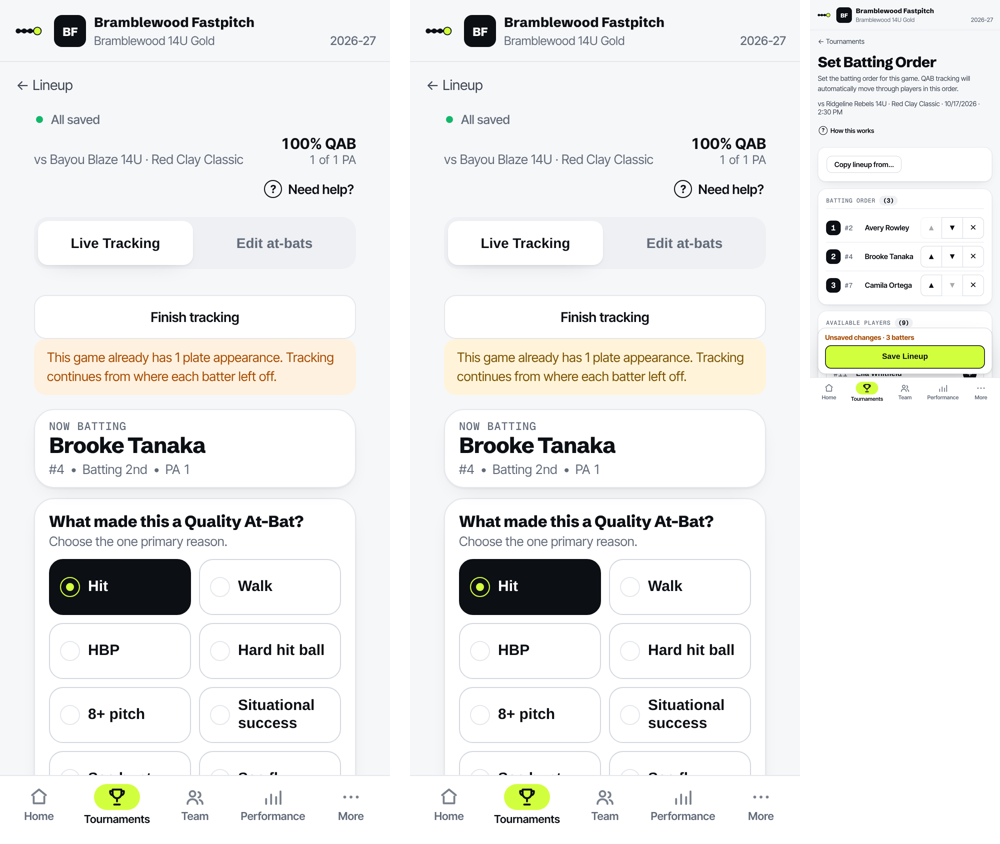 BF
Bramblewood Fastpitch
Bramblewood 14U Gold
2026-27
← Lineup
All saved
100% QAB
vs Bayou Blaze 14U · Red Clay Classic
1 of 1 PA
? Need help?
Live Tracking
Edit at-bats
Finish tracking
This game already has 1 plate appearance. Tracking
continues from where each batter left off.
NOW BATTING
Brooke Tanaka
#4 • Batting 2nd • PA 1
What made this a Quality At-Bat?
Choose the one primary reason.
Hit
Walk
HBP
Hard hit ball
8+ pitch
Situational
success
Home
Tournaments
Team
Performance
More
BF
Bramblewood Fastpitch
Bramblewood 14U Gold
2026-27
← Lineup
All saved
100% QAB
vs Bayou Blaze 14U · Red Clay Classic
1 of 1 PA
? Need help?
Live Tracking
Edit at-bats
Finish tracking
This game already has 1 plate appearance. Tracking
continues from where each batter left off.
NOW BATTING
Brooke Tanaka
#4 • Batting 2nd • PA 1
What made this a Quality At-Bat?
Choose the one primary reason.
Hit
Walk
HBP
Hard hit ball
8+ pitch
Situational
success
Home
Tournaments
Team
Performance
More
BF
Bramblewood Fastpitch
Bramblewood 14U Gold
2026-27
← Tournaments
Set Batting Order
Set the batting order for this game. QAB tracking will
automatically move through players in this order.
vs Ridgeline Rebels 14U · Red Clay Classic · 10/17/2026 ·
2:30 PM
? How this works
Copy lineup from...
BATTING ORDER (3)
1 #2 Avery Rowley ▲ ▼ ✕
2 #4 Brooke Tanaka ▲ ▼ ✕
3 #7 Camila Ortega ▲ ▼ ✕
AVAILABLE PLAYERS (9)
Unsaved changes · 3 batters
Save Lineup
Home
Tournaments
Team
Performance
More